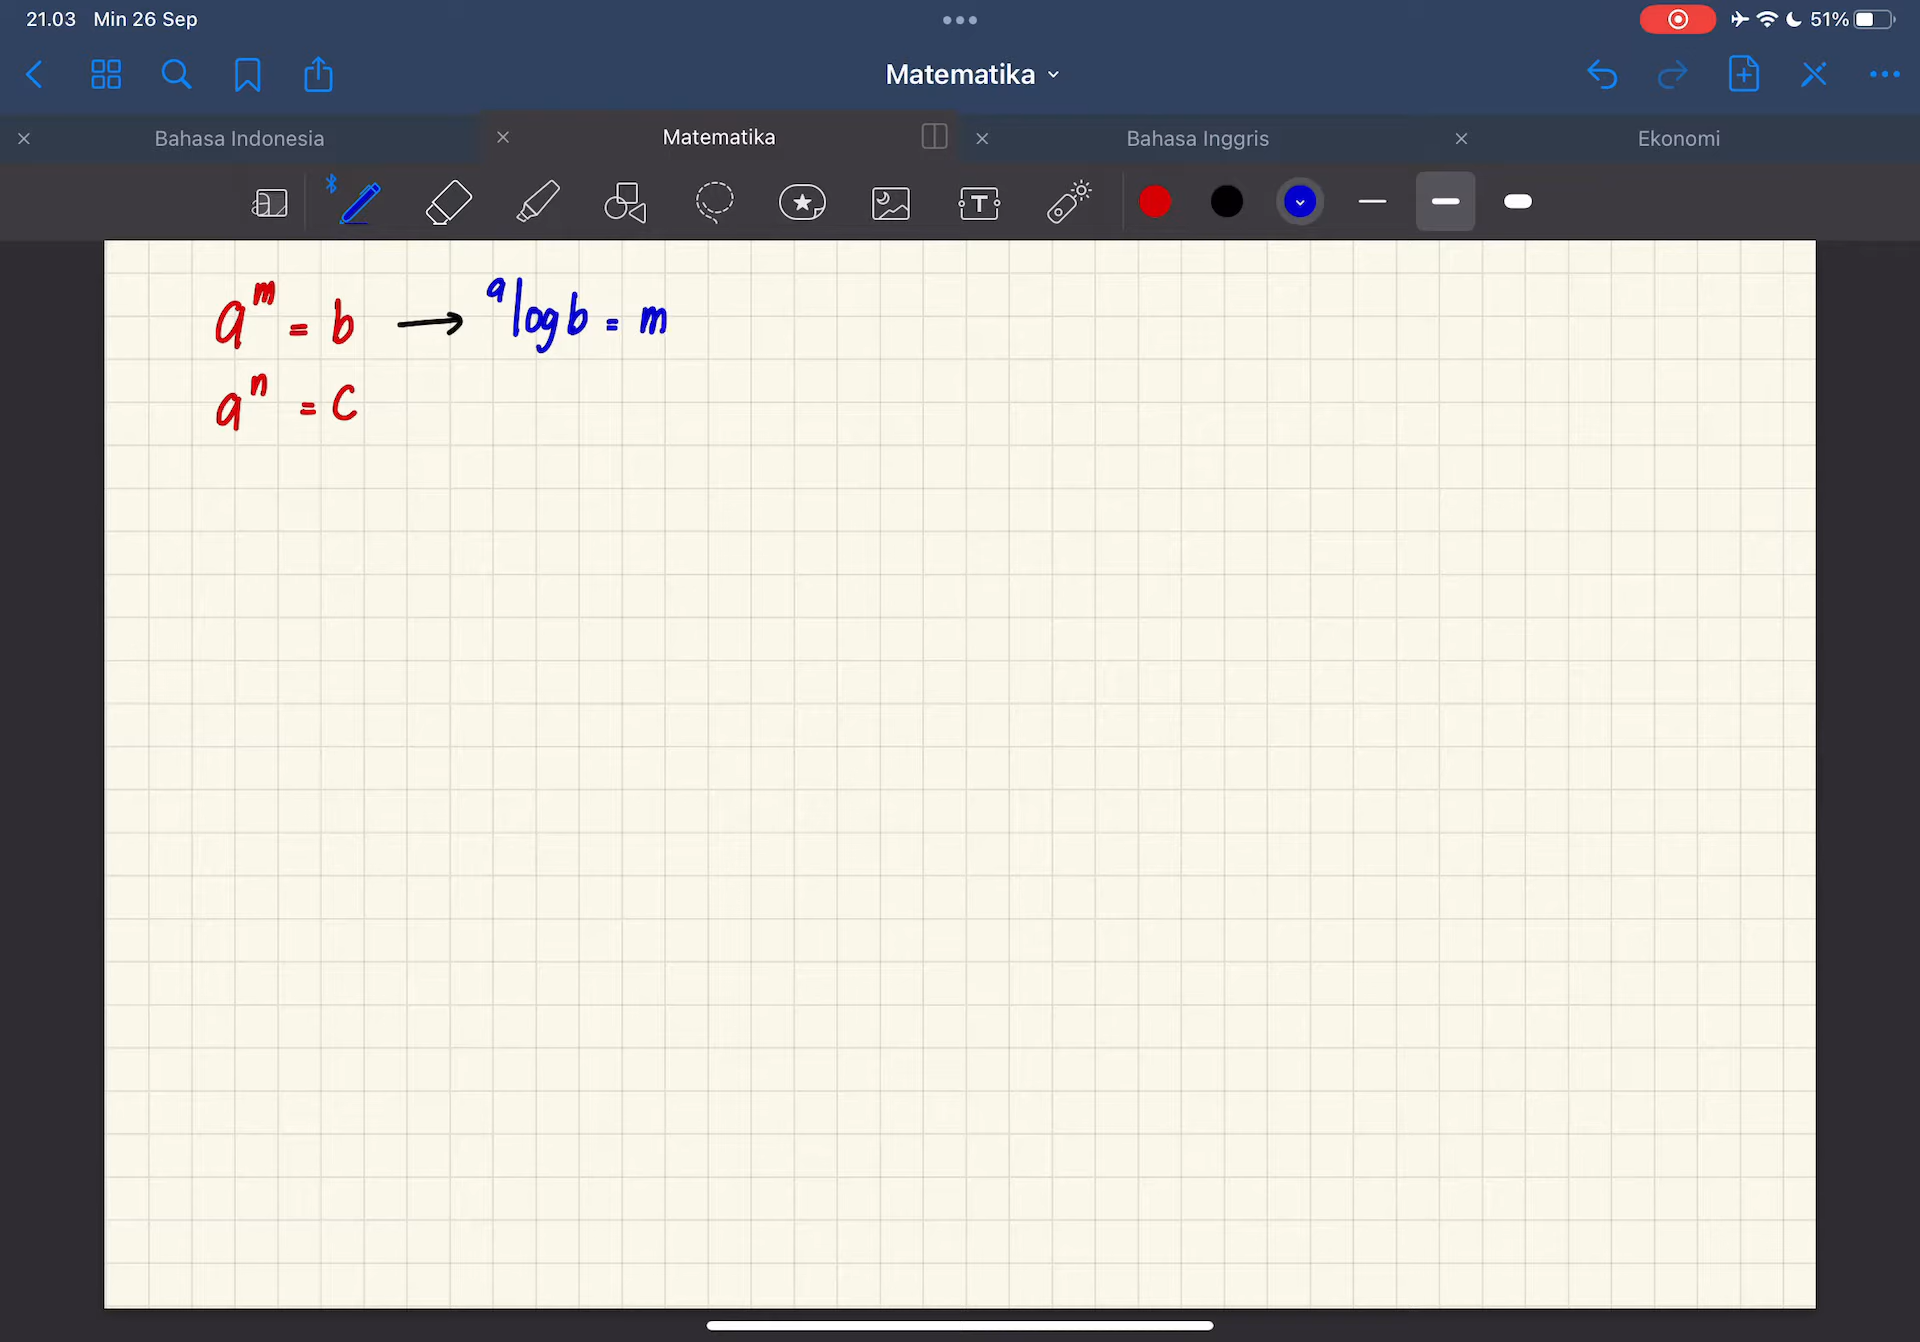 21.03 Min 26 Sep 51%
Matematika
Bahasa Indonesia Matematika Bahasa Inggris Ekonomi
T
a^m = b → ^a log b = m
a^n = c